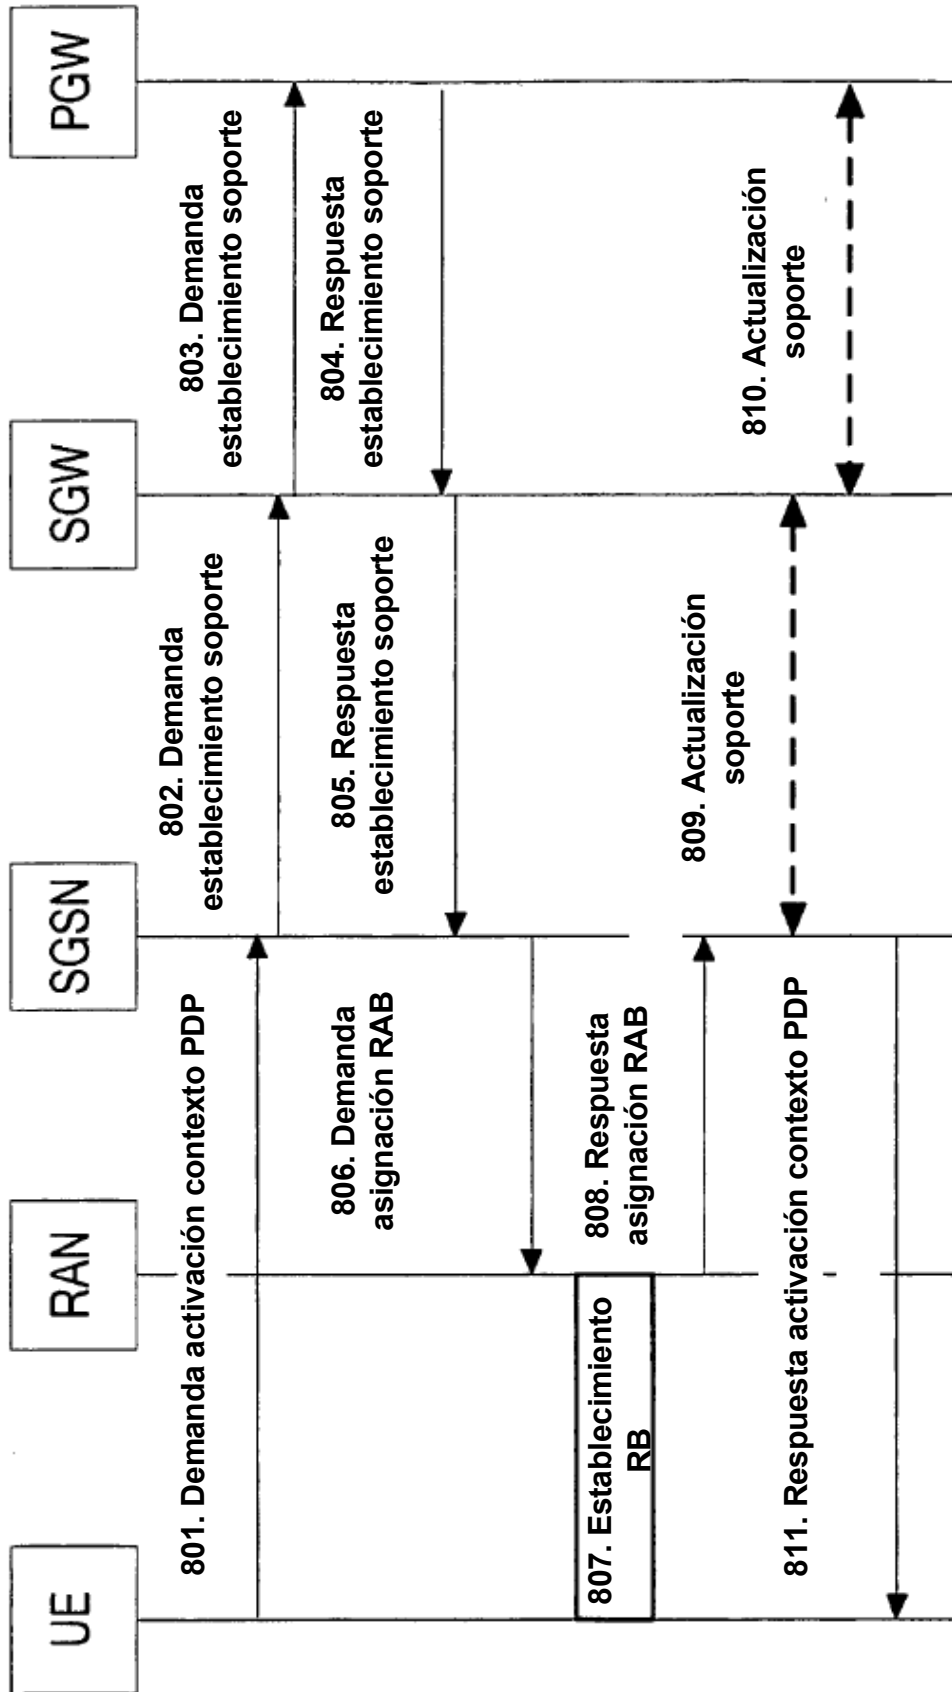 UE
RAN
SGSN
SGW
PGW
801. Demanda activación contexto PDP
802. Demanda
establecimiento soporte
803. Demanda
establecimiento soporte
804. Respuesta
establecimiento soporte
805. Respuesta
establecimiento soporte
806. Demanda
asignación RAB
807. Establecimiento
RB
808. Respuesta
asignación RAB
809. Actualización
soporte
810. Actualización
soporte
811. Respuesta activación contexto PDP